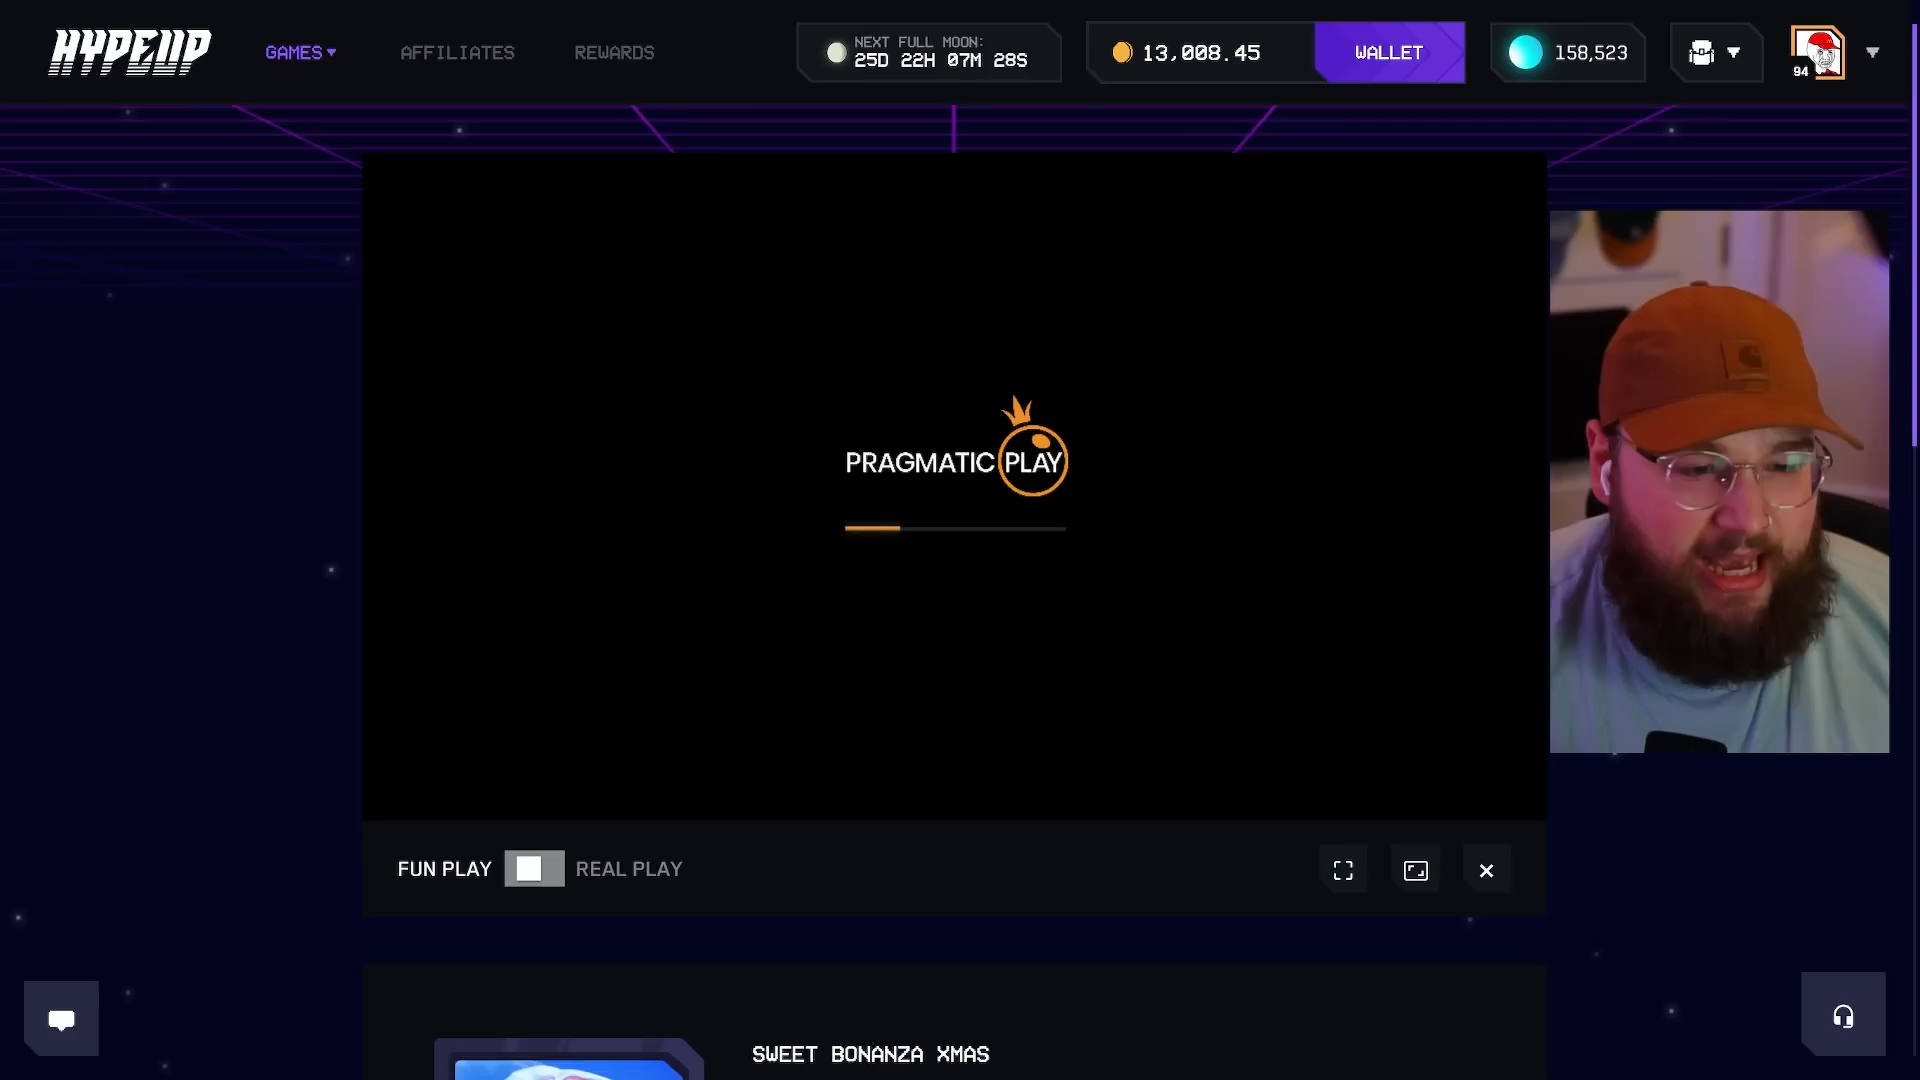 HYPEUP
GAMES
AFFILIATES
REWARDS
NEXT FULL MOON:
25D 22H 07M 28S
13,008.45
WALLET
158,523
94
PRAGMATIC PLAY
FUN PLAY
REAL PLAY
SWEET BONANZA XMAS